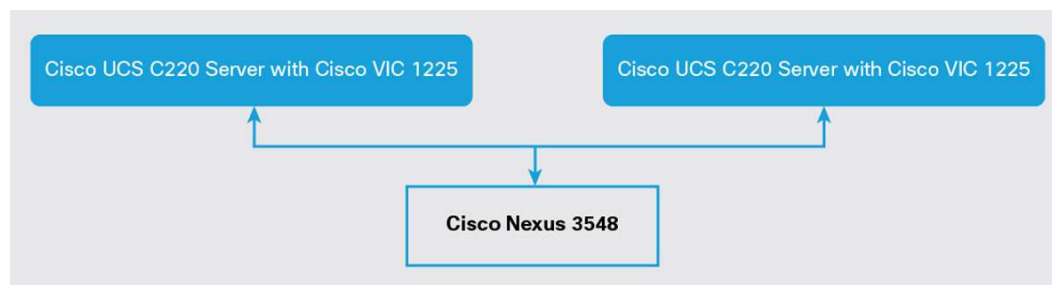 Cisco UCS C220 Server with Cisco VIC 1225
Cisco UCS C220 Server with Cisco VIC 1225
Cisco Nexus 3548